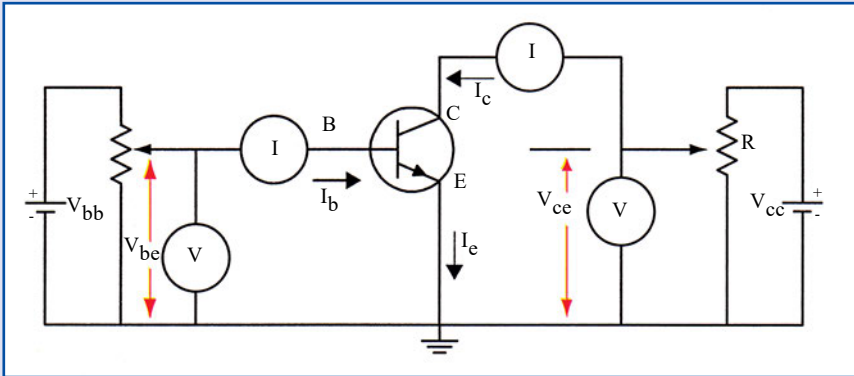 I
I_c
C
B
I
R
+
-
V_bb
I_b
E
V_ce
V
V_cc
+
-
V_be
V
I_e